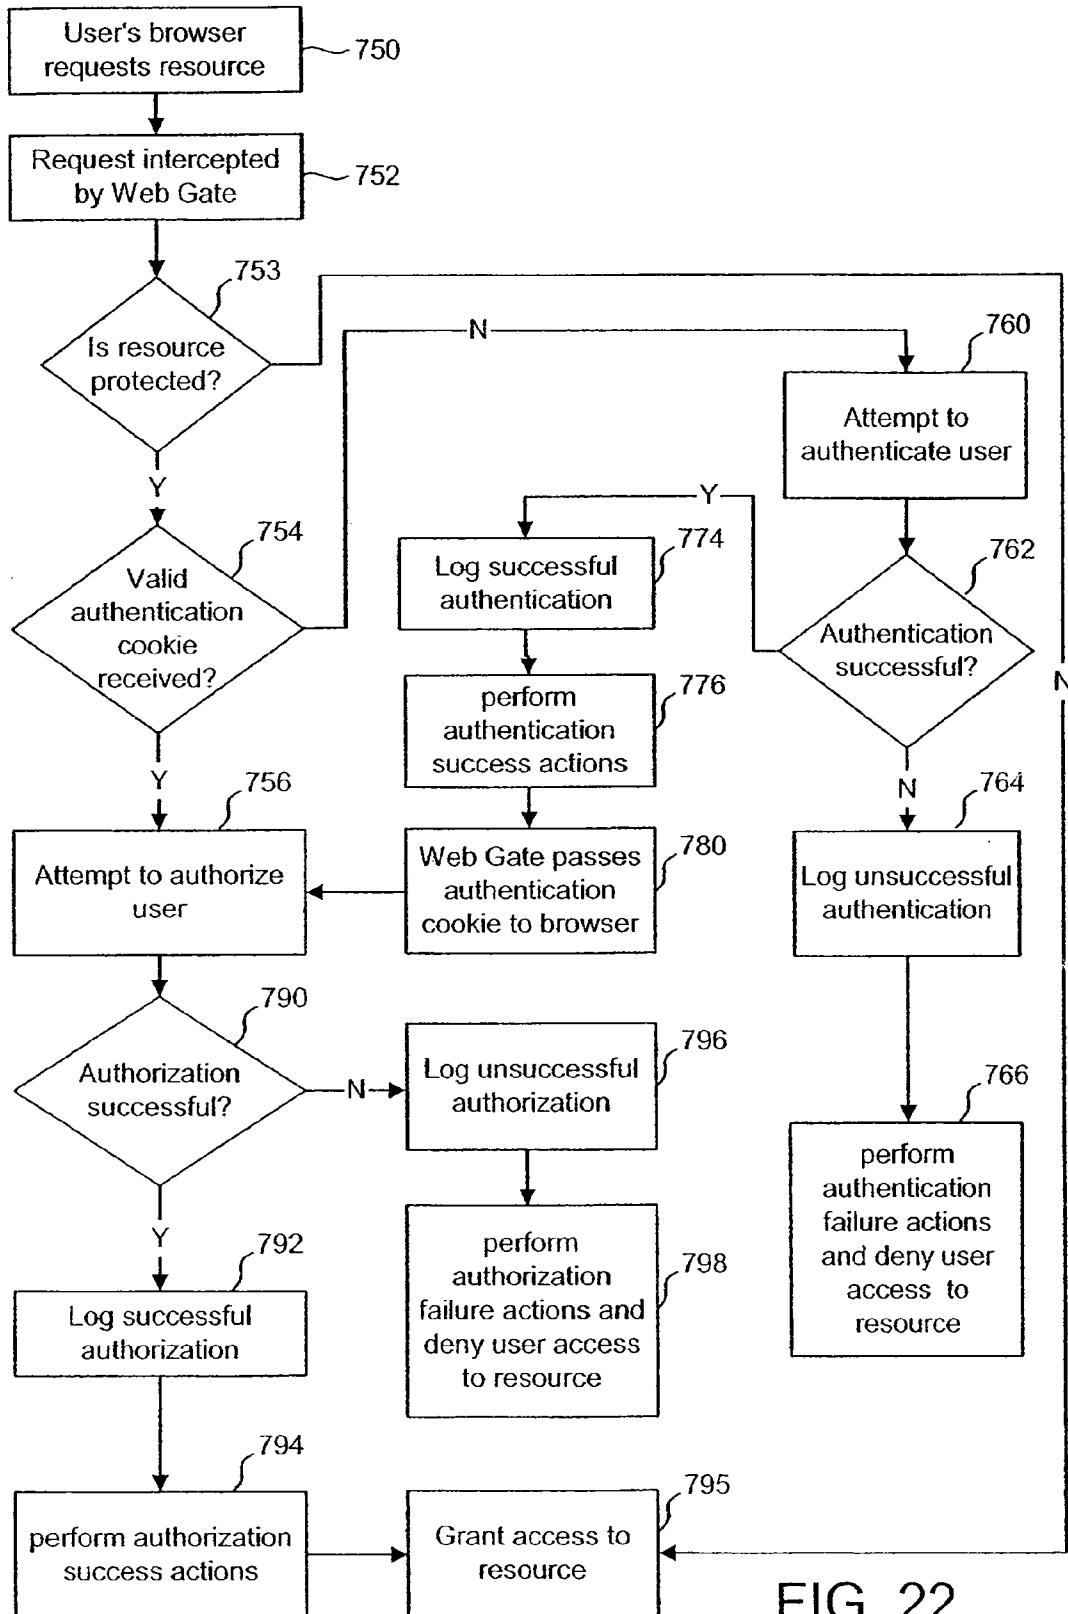 User's browser
requests resource
750
Request intercepted
by Web Gate
752
753
Is resource
protected?
N
760
Attempt to
authenticate user
Y
Y
754
Valid
authentication
cookie
received?
774
Log successful
authentication
762
Authentication
successful?
776
perform
authentication
success actions
N
Y
756
Attempt to authorize
user
780
Web Gate passes
authentication
cookie to browser
N
764
Log unsuccessful
authentication
790
Authorization
successful?
N
796
Log unsuccessful
authorization
766
perform
authentication
failure actions
and deny user
access to
resource
Y
792
Log successful
authorization
798
perform
authorization
failure actions and
deny user access
to resource
794
perform authorization
success actions
795
Grant access to
resource
FIG. 22